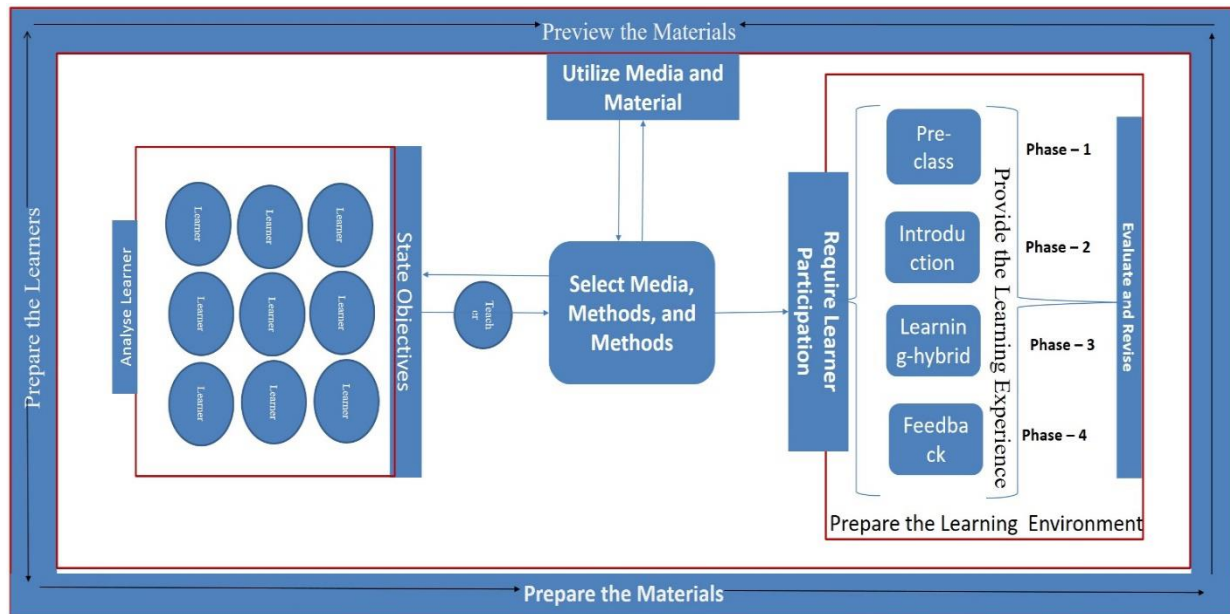 Preview the Materials
Utilize Media and
Material
Prepare the Learners
Analyse Learner
Learner
Learner
Learner
Learner
Learner
Learner
Learner
Learner
Learner
State Objectives
Teach
or
Select Media,
Methods, and
Methods
Require Learner
Participation
Pre-
class
Introdu
ction
Learnin
g-hybrid
Feedba
ck
Provide the Learning Experience
Phase – 1
Phase – 2
Phase – 3
Phase – 4
Evaluate and Revise
Prepare the Learning Environment
Prepare the Materials